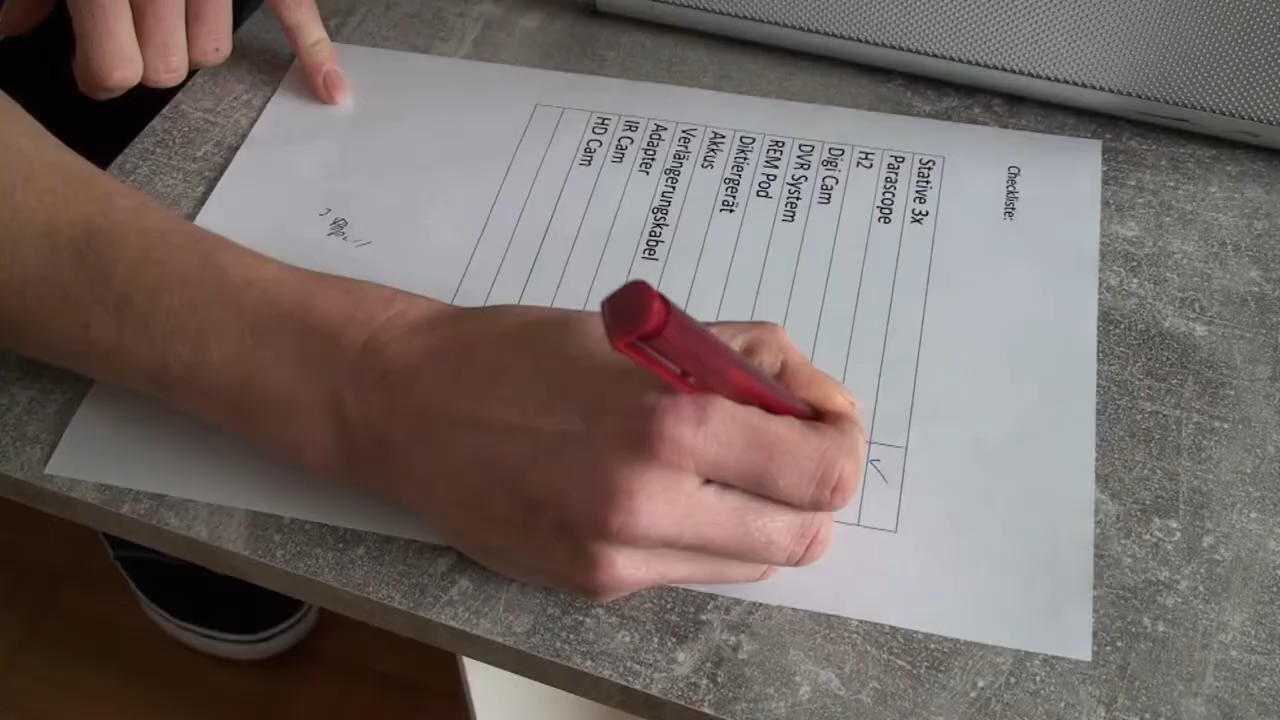 Checkliste:
Stative 3x
Parascope
H2
Digi Cam
DVR System
REM Pod
Diktiergerät
Akkus
Verlängerungskabel
Adapter
IR Cam
HD Cam